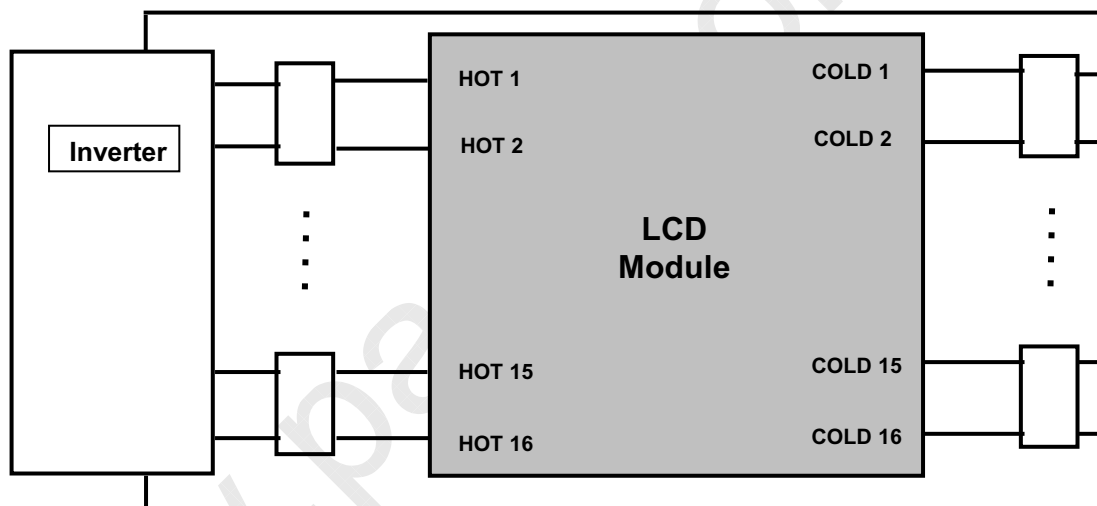 HOT 1
COLD 1
HOT 2
COLD 2
Inverter
LCD
Module
HOT 15
COLD 15
HOT 16
COLD 16